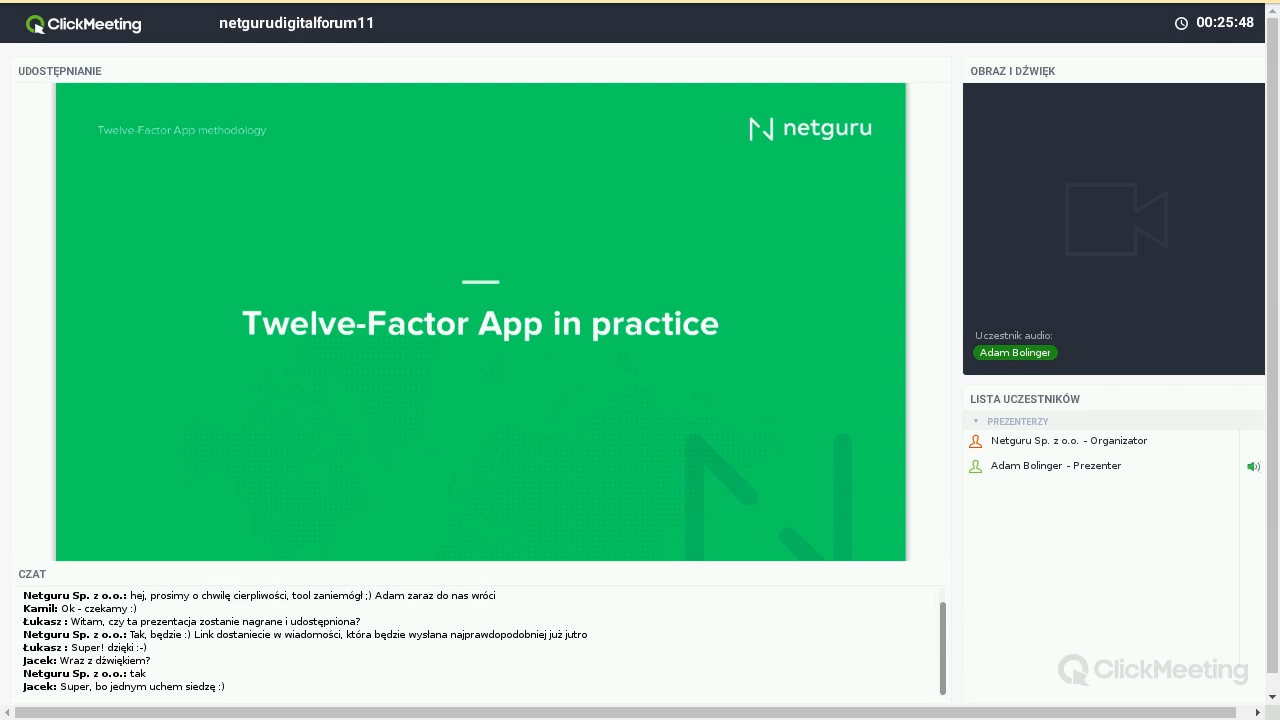 ClickMeeting
netgurudigitalforum11
00:25:48
UDOSTĘPNIANIE
Twelve-Factor App methodology
netguru
Twelve-Factor App in practice
OBRAZ I DŹWIĘK
Uczestnik audio:
Adam Bolinger
LISTA UCZESTNIKÓW
PREZENTERZY
Netguru Sp. z o.o. - Organizator
Adam Bolinger - Prezenter
CZAT
Netguru Sp. z o.o.: hej, prosimy o chwilę cierpliwości, tool zaniemógł ;) Adam zaraz do nas wróci
Kamil: Ok - czekamy :)
Łukasz : Witam, czy ta prezentacja zostanie nagrane i udostępniona?
Netguru Sp. z o.o.: Tak, będzie :) Link dostaniecie w wiadomości, która będzie wysłana najprawdopodobniej już jutro
Łukasz : Super! dzięki :-)
Jacek: Wraz z dźwiękiem?
Netguru Sp. z o.o.: tak
Jacek: Super, bo jednym uchem siedzę :)
ClickMeeting